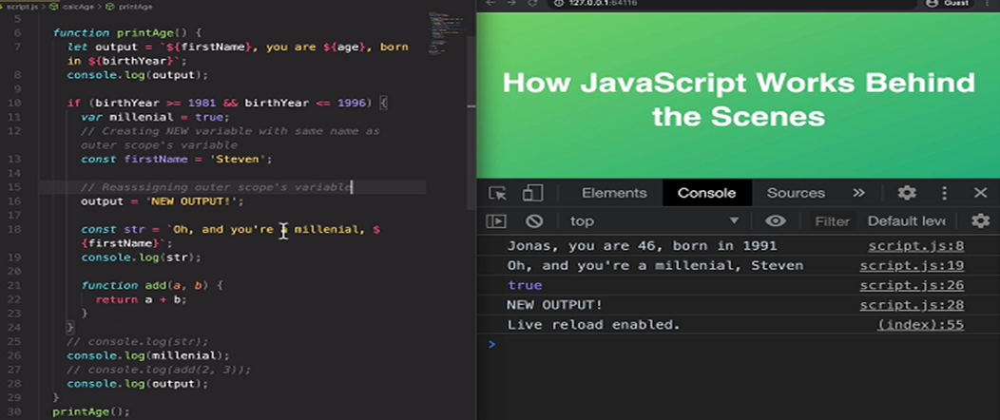 script.js > calcAge > printAge
5
6 function printAge() {
7 let output = `${firstName}, you are ${age}, born
in ${birthYear}`;
8 console.log(output);
9
10 if (birthYear >= 1981 && birthYear <= 1996) {
11 var millenial = true;
12 // Creating NEW variable with same name as
outer scope's variable
13 const firstName = 'Steven';
14
15 // Reasssigning outer scope's variable
16 output = 'NEW OUTPUT!';
17
18 const str = `Oh, and you're a millenial, $
{firstName}`;
19 console.log(str);
20
21 function add(a, b) {
22 return a + b;
23 }
24 }
25 // console.log(str);
26 console.log(millenial);
27 // console.log(add(2, 3));
28 console.log(output);
29 }
30 printAge();
127.0.0.1:64116
Guest
How JavaScript Works Behind
the Scenes
Elements Console Sources »
top Filter Default leve
Jonas, you are 46, born in 1991 script.js:8
Oh, and you're a millenial, Steven script.js:19
true script.js:26
NEW OUTPUT! script.js:28
Live reload enabled. (index):55
>